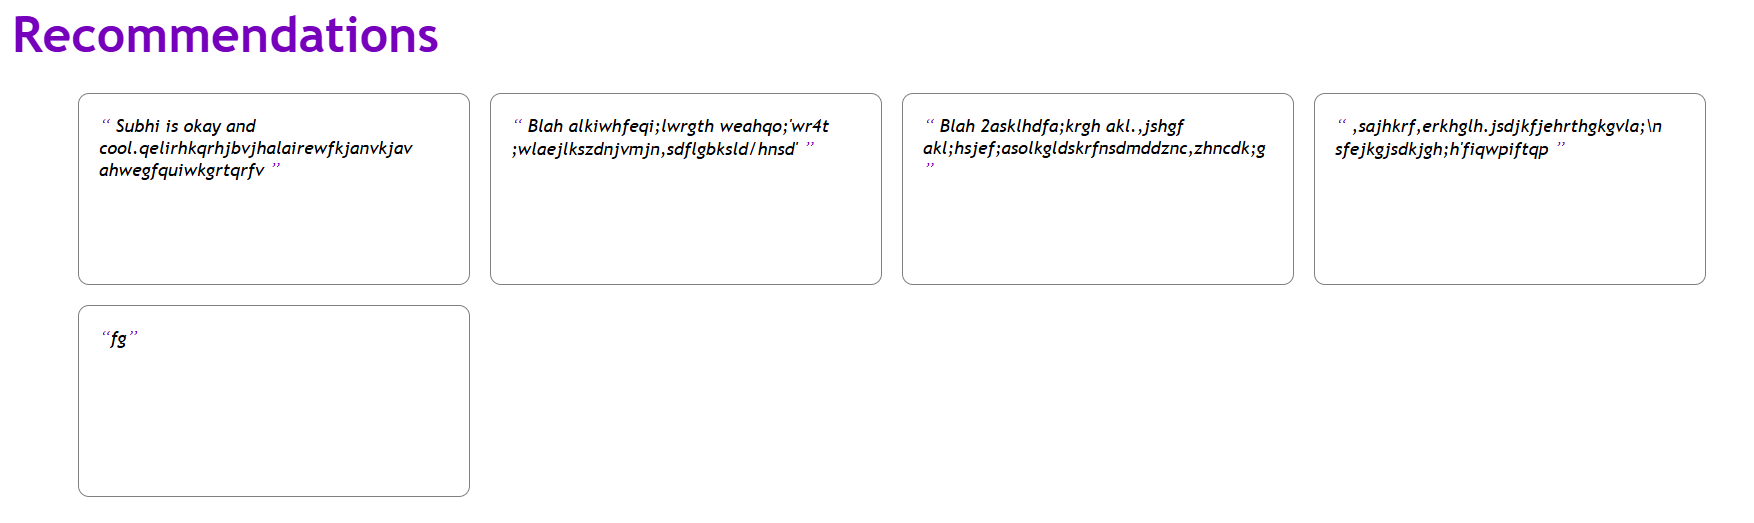 Recommendations
“ Subhi is okay and
cool.qelirhkqrhjbvjhalairewfkjanvkjav
ahwegfquiwkgrtqrfv ”
“ Blah alkiwhfeqi;lwrgth weahqo;'wr4t
;wlaejlkszdnjvmjn,sdflgbksld/hnsd' ”
“ Blah 2asklhdfa;krgh akl.,jshgf
akl;hsjef;asolkgldskrfnsdmddznc,zhncdk;g
”
“ ,sajhkrf,erkhglh.jsdjkfjehrthgkgvla;\n
sfejkgjsdkjgh;h'fiqwpiftqp ”
“fg”